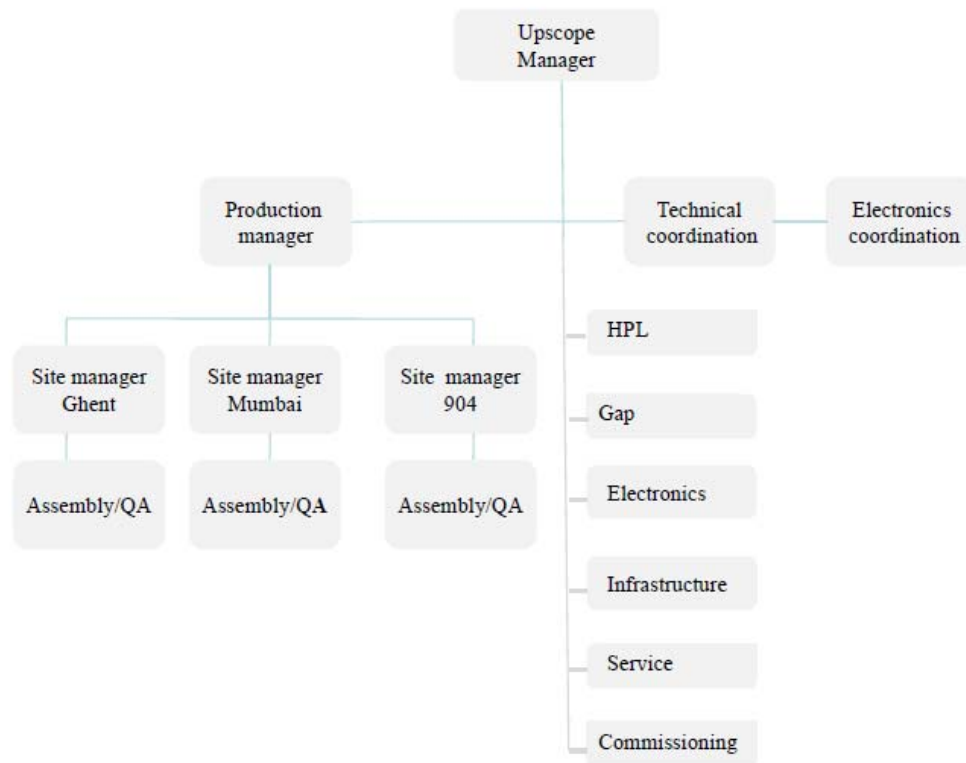 Upscope
Manager
Production
manager
Technical
coordination
Electronics
coordination
Site manager
Ghent
Site manager
Mumbai
Site manager
904
Assembly/QA
Assembly/QA
Assembly/QA
HPL
Gap
Electronics
Infrastructure
Service
Commissioning